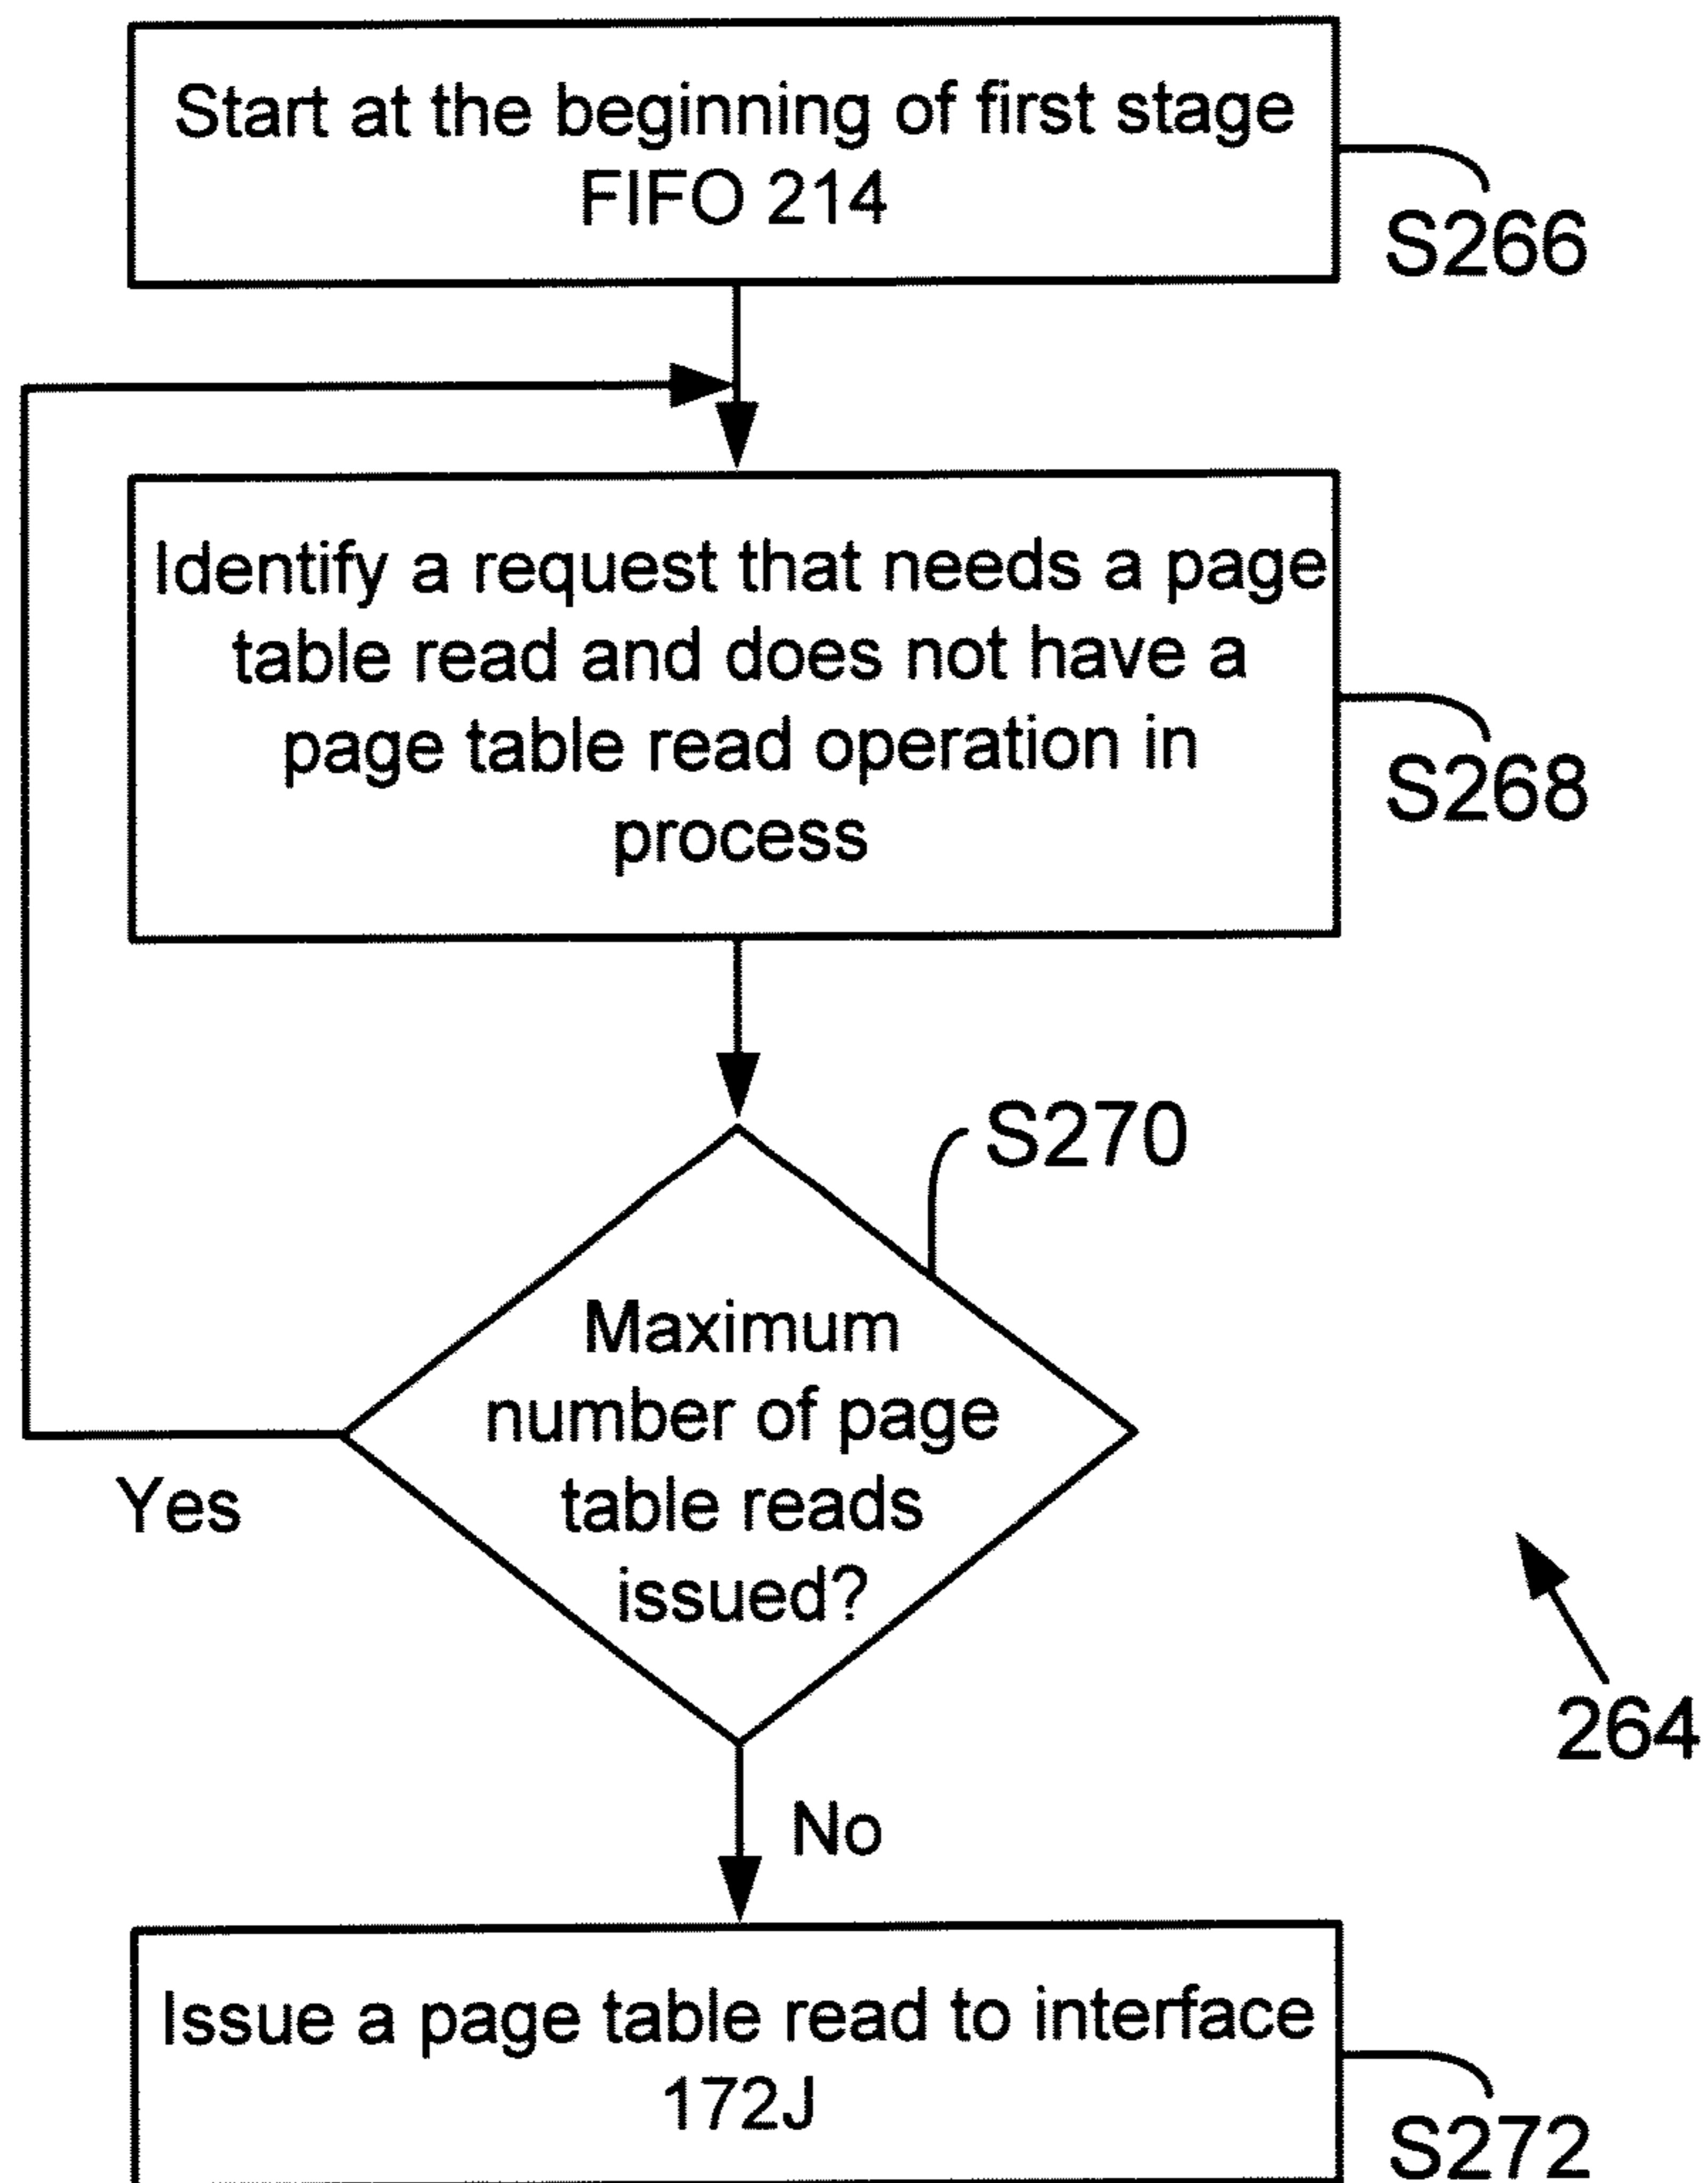 Start at the beginning of first stage
FIFO 214
S266
Identify a request that needs a page
table read and does not have a
page table read operation in
process
S268
S270
Maximum
number of page
table reads
issued?
Yes
No
264
Issue a page table read to interface
172J
S272